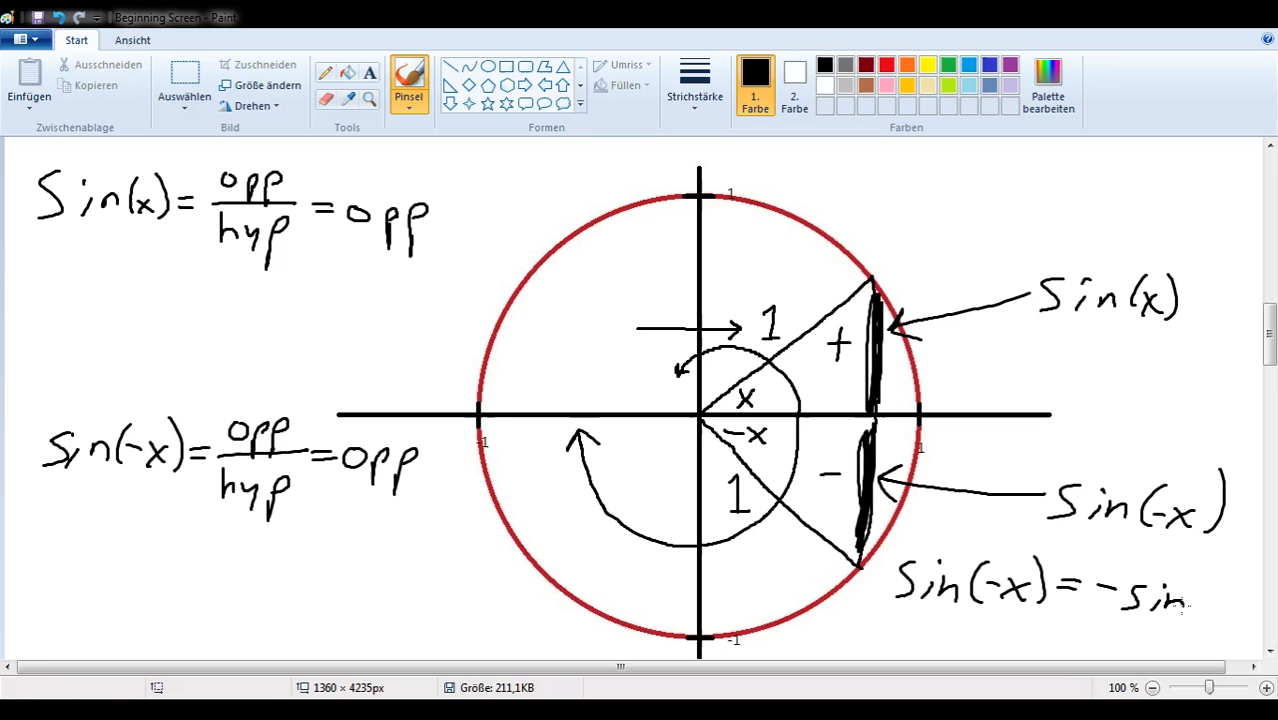 Beginning Screen - Paint
Start Ansicht
Einfügen
Ausschneiden
Kopieren
Zwischenablage
Auswählen
Zuschneiden
Größe ändern
Drehen
Bild
A
Tools
Pinsel
Umriss
Füllen
Formen
Strichstärke
1.
Farbe
2.
Farbe
Palette
bearbeiten
Farben
Sin(x) = opp/hyp = opp
1
Sin(x)
1 +
x
-1 1
-x
sin(-x) = opp/hyp = opp
1 -
Sin(-x)
Sin(-x) = -sin
-1
1360 × 4235px Größe: 211,1KB 100 %